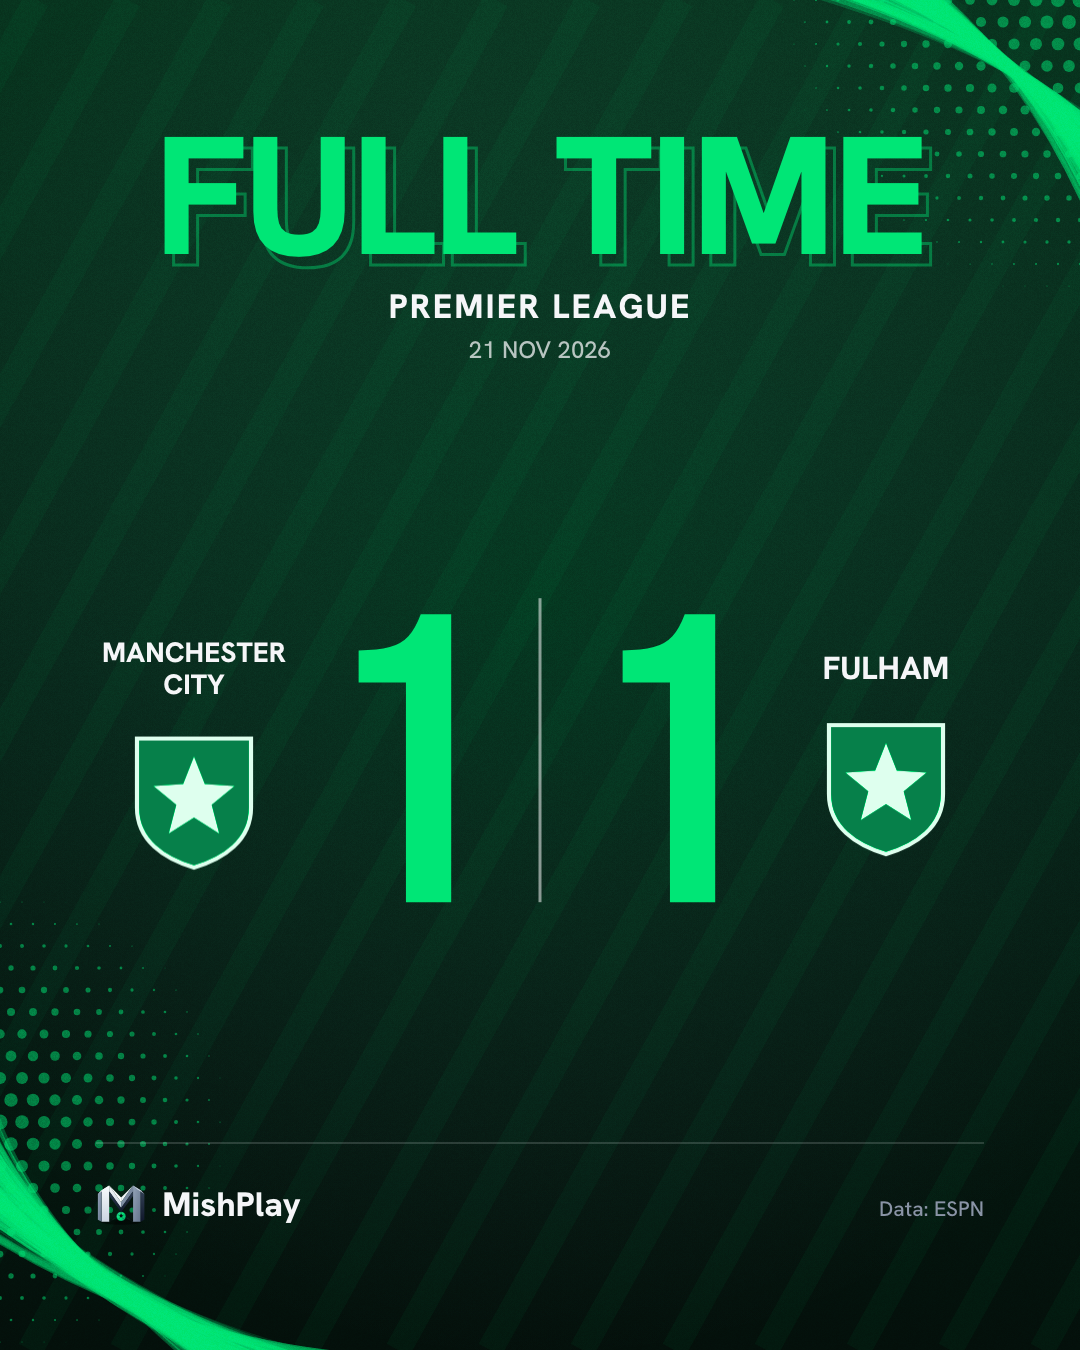 FULL TIME
PREMIER LEAGUE
21 NOV 2026
MANCHESTER
CITY
1
1
FULHAM
MishPlay
Data: ESPN